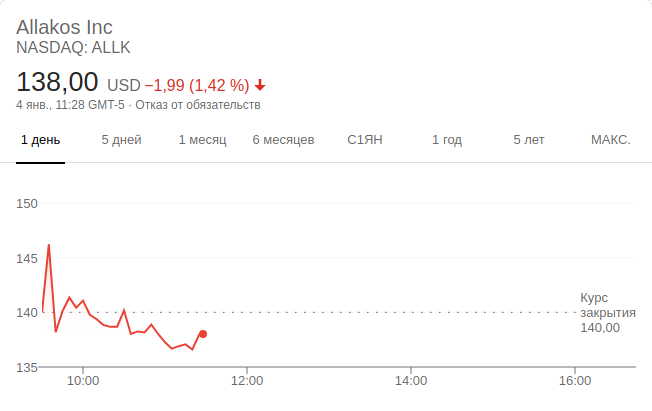 Allakos Inc
NASDAQ: ALLK
138,00 USD −1,99 (1,42 %)
4 янв., 11:28 GMT-5 · Отказ от обязательств
1 день 5 дней 1 месяц 6 месяцев С1ЯН 1 год 5 лет МАКС.
150
145
140
135
Курс
закрытия
140,00
10:00 12:00 14:00 16:00